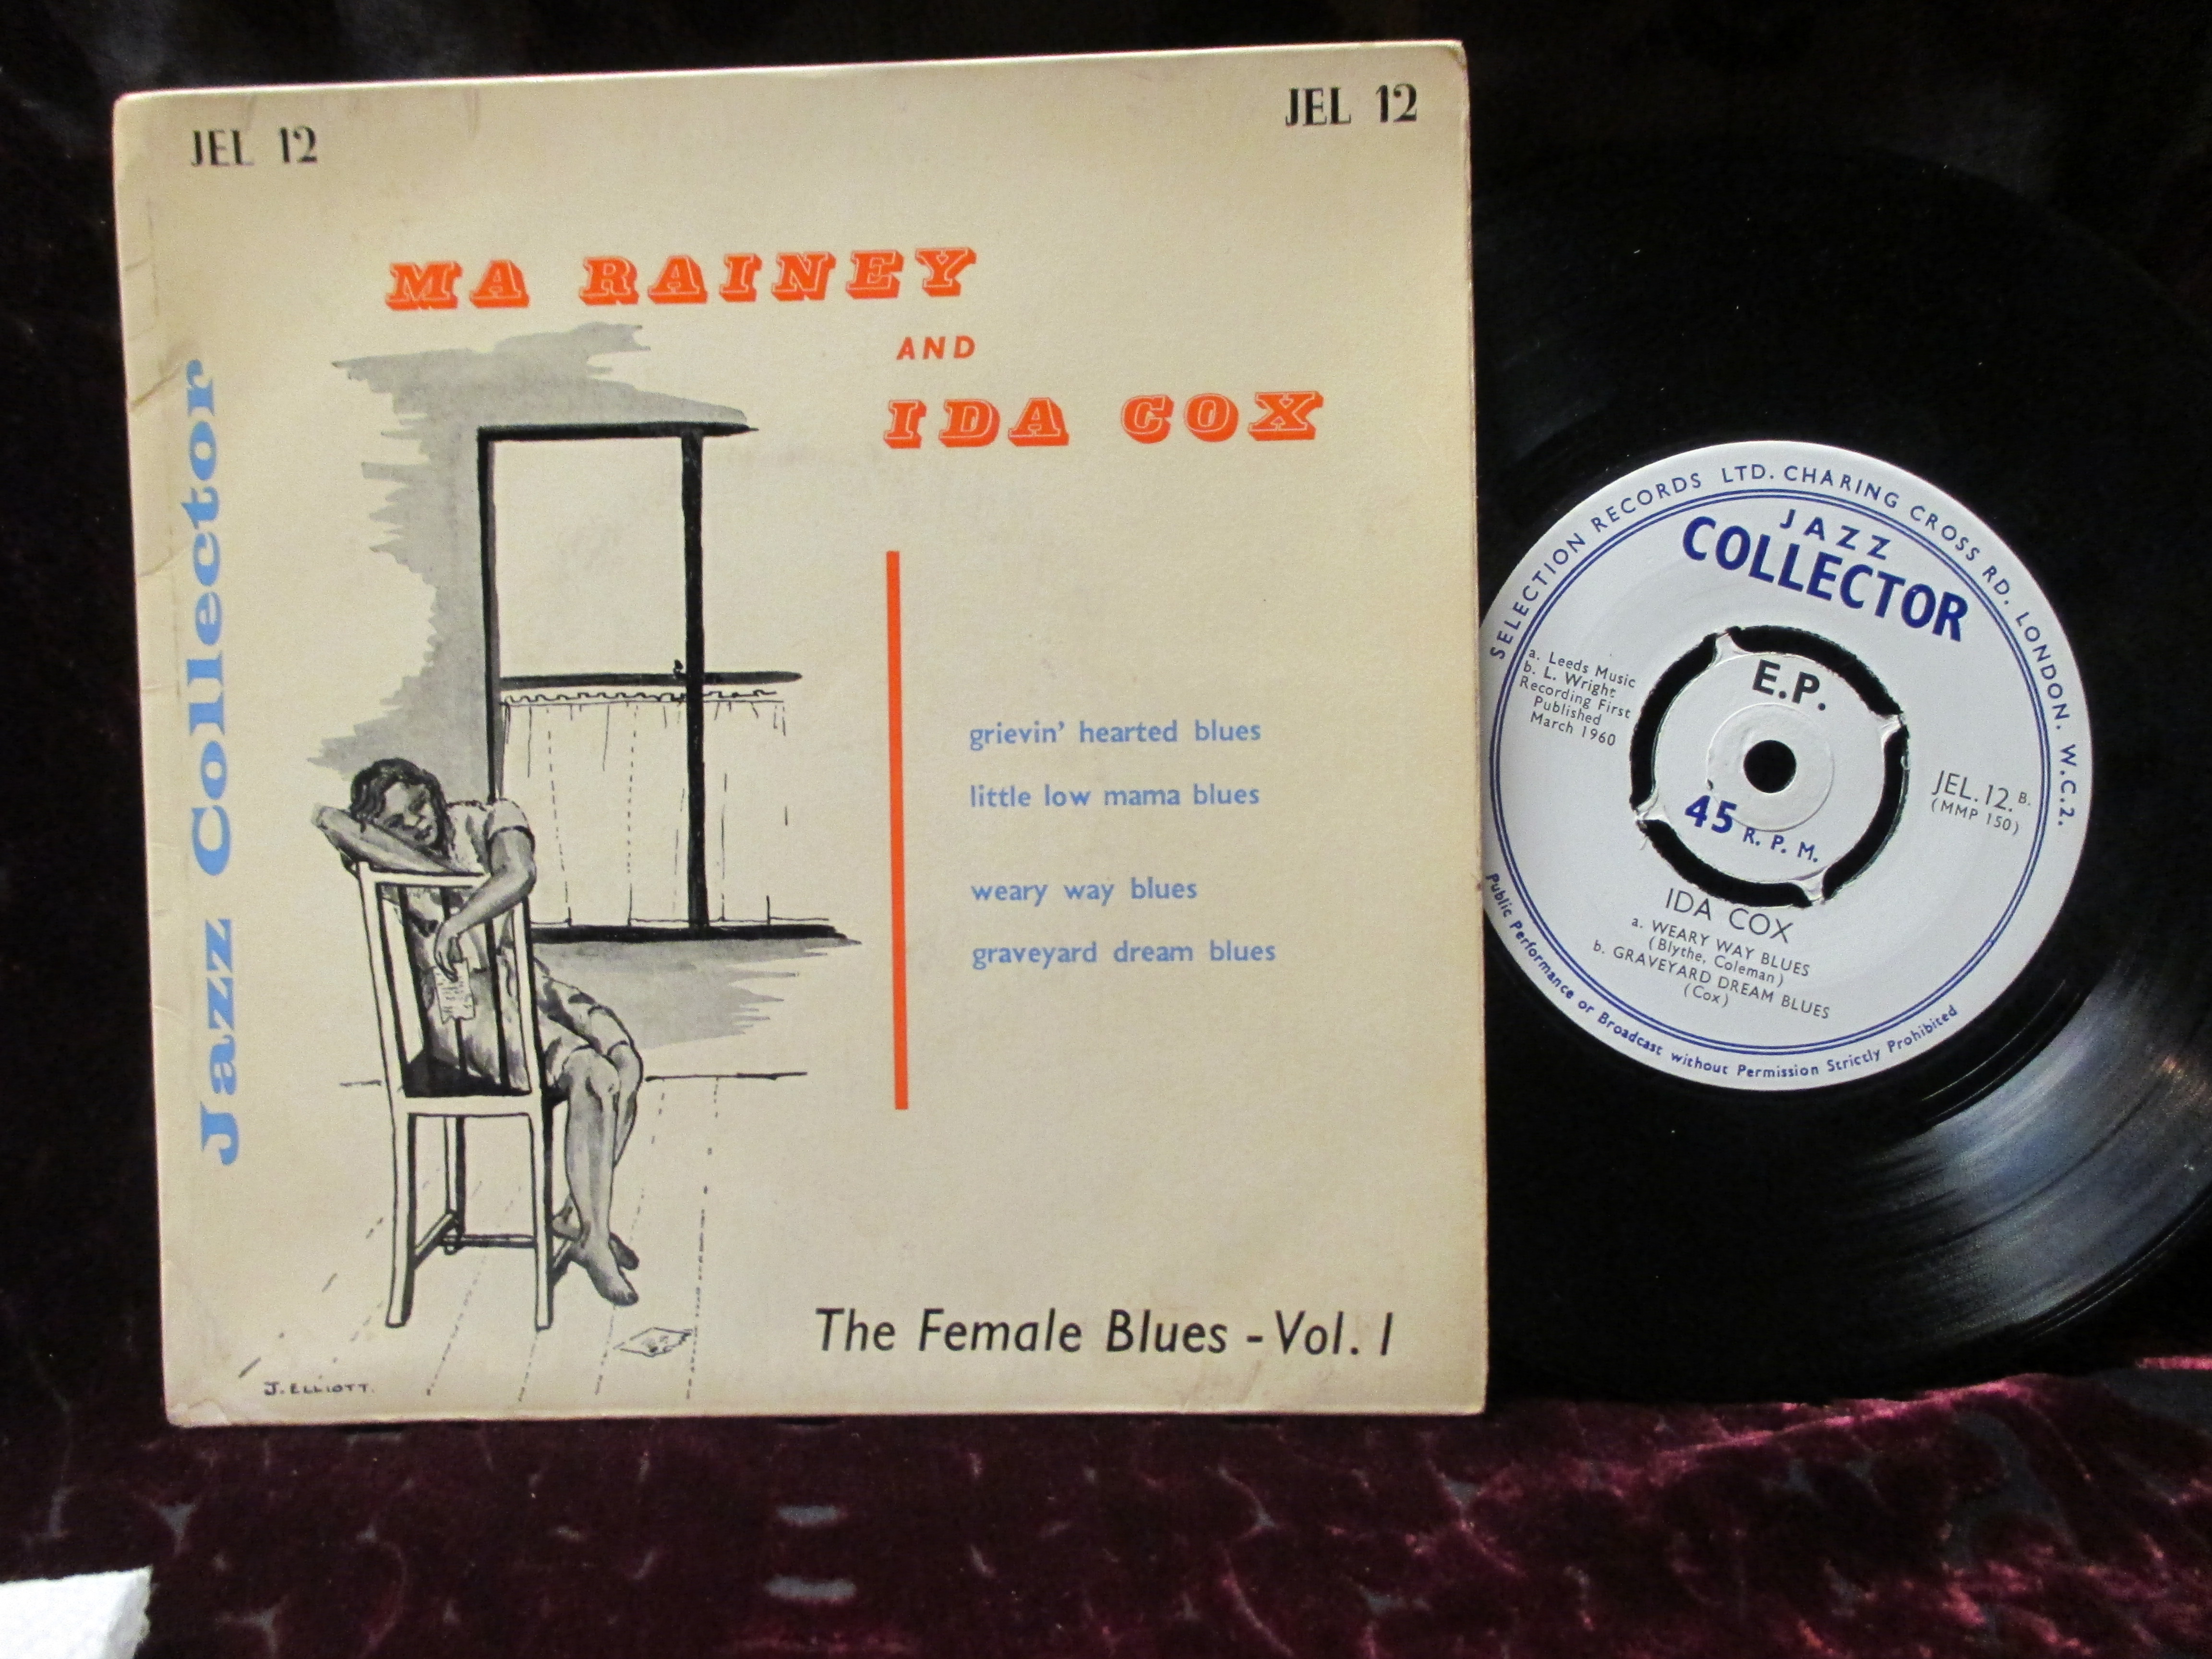 JEL 12
JEL 12
MA RAINEY
AND
IDA COX
Jazz Collector
grievin' hearted blues
little low mama blues
weary way blues
graveyard dream blues
The Female Blues - Vol. 1
J. ELLIOTT.
SELECTION RECORDS LTD. CHARING CROSS RD. LONDON. W.C.2.
JAZZ
COLLECTOR
E.P.
a. Leeds Music
b. L. Wright
Recording First
Published
March 1960
JEL. 12. B.
(MMP 150)
45 R. P. M.
IDA COX
a. WEARY WAY BLUES
(Blythe, Coleman)
b. GRAVEYARD DREAM BLUES
(Cox)
Public Performance or Broadcast without Permission Strictly Prohibited